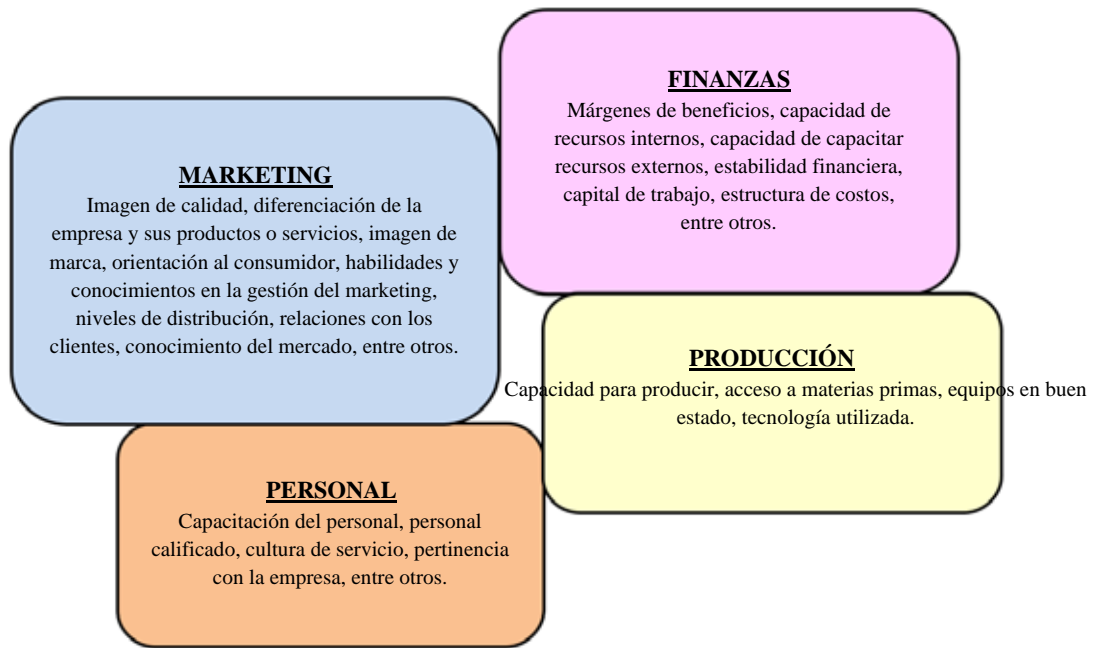 FINANZAS
Márgenes de beneficios, capacidad de
recursos internos, capacidad de capacitar
recursos externos, estabilidad financiera,
capital de trabajo, estructura de costos,
entre otros.
MARKETING
Imagen de calidad, diferenciación de la
empresa y sus productos o servicios, imagen de
marca, orientación al consumidor, habilidades y
conocimientos en la gestión del marketing,
niveles de distribución, relaciones con los
clientes, conocimiento del mercado, entre otros.
PRODUCCIÓN
Capacidad para producir, acceso a materias primas, equipos en buen
estado, tecnología utilizada.
PERSONAL
Capacitación del personal, personal
calificado, cultura de servicio, pertinencia
con la empresa, entre otros.